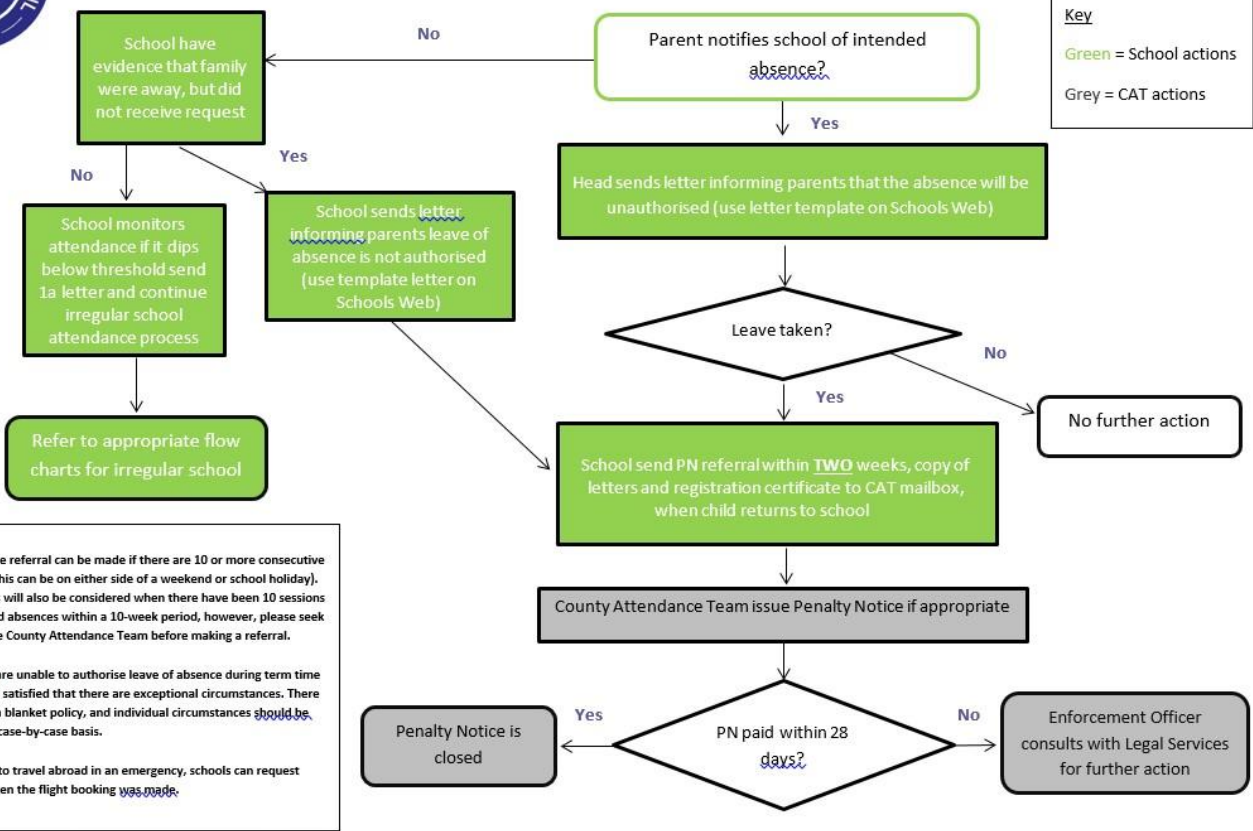 Key
Green = School actions
Grey = CAT actions
Parent notifies school of intended
absence?
No
School have
evidence that family
were away, but did
not receive request
Yes
Head sends letter informing parents that the absence will be
unauthorised (use letter template on Schools Web)
No
Yes
School monitors
attendance if it dips
below threshold send
1a letter and continue
irregular school
attendance process
School sends letter
informing parents leave of
absence is not authorised
(use template letter on
Schools Web)
Leave taken?
No
No further action
Yes
Refer to appropriate flow
charts for irregular school
School send PN referral within TWO weeks, copy of
letters and registration certificate to CAT mailbox,
when child returns to school
County Attendance Team issue Penalty Notice if appropriate
PN paid within 28
days?
Yes
Penalty Notice is
closed
No
Enforcement Officer
consults with Legal Services
for further action
referral can be made if there are 10 or more consecutive
this can be on either side of a weekend or school holiday).
will also be considered when there have been 10 sessions
absences within a 10-week period, however, please seek
County Attendance Team before making a referral.
are unable to authorise leave of absence during term time
satisfied that there are exceptional circumstances. There
blanket policy, and individual circumstances should be
case-by-case basis.
to travel abroad in an emergency, schools can request
the flight booking was made.